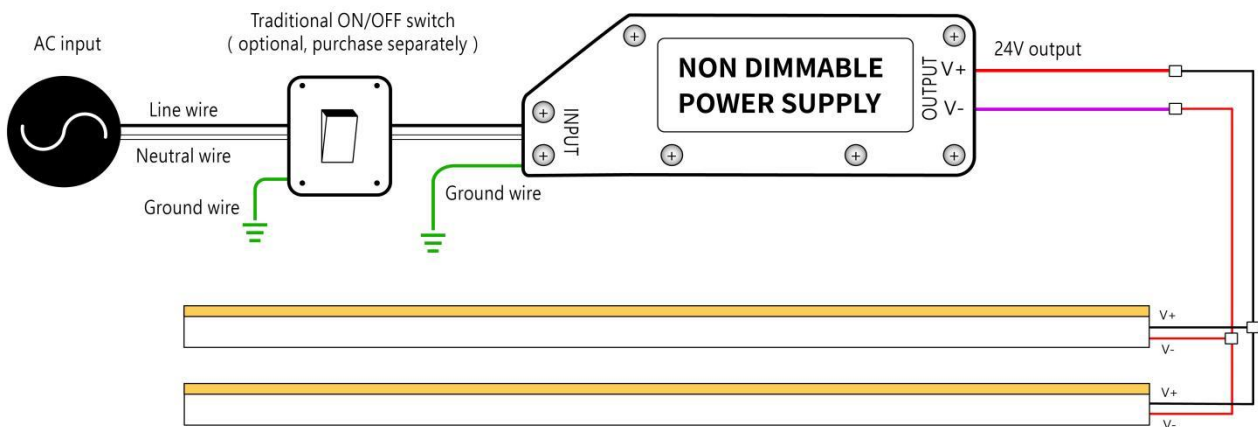 AC input
Traditional ON/OFF switch
( optional, purchase separately )
Line wire
Neutral wire
Ground wire
Ground wire
INPUT
NON DIMMABLE
POWER SUPPLY
OUTPUT
V+
V-
24V output
V+
V-
V+
V-